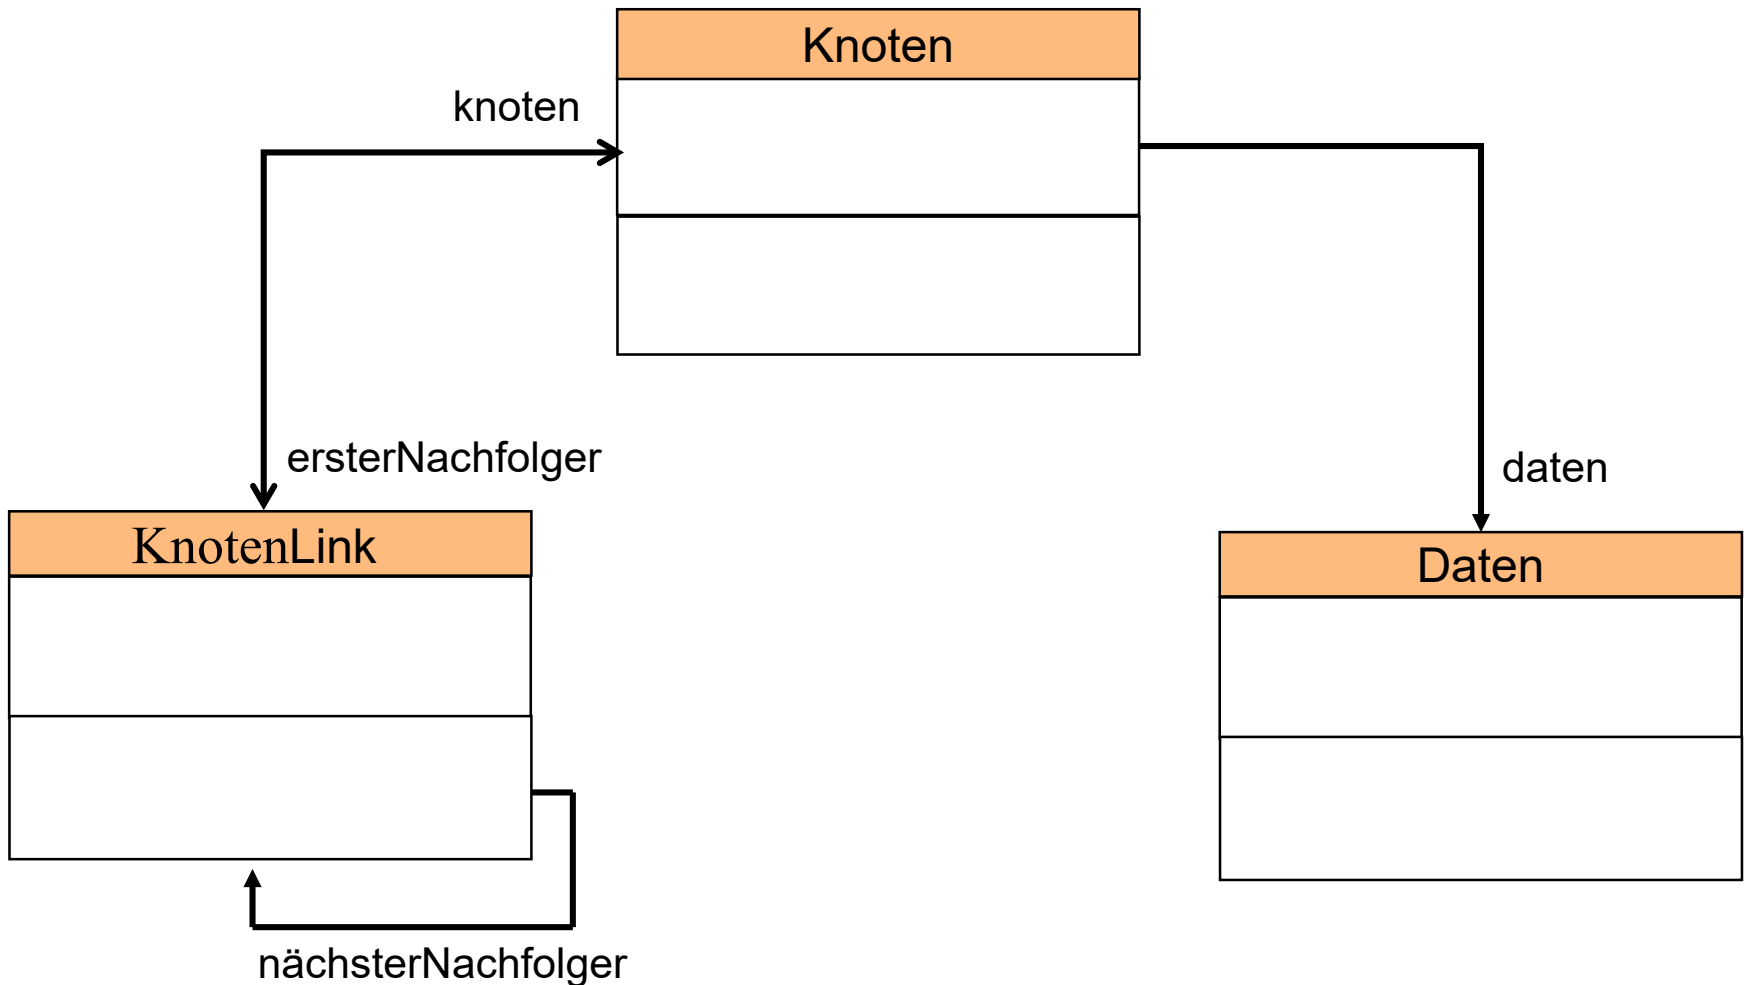 Knoten
knoten
ersterNachfolger
daten
KnotenLink
Daten
nächsterNachfolger